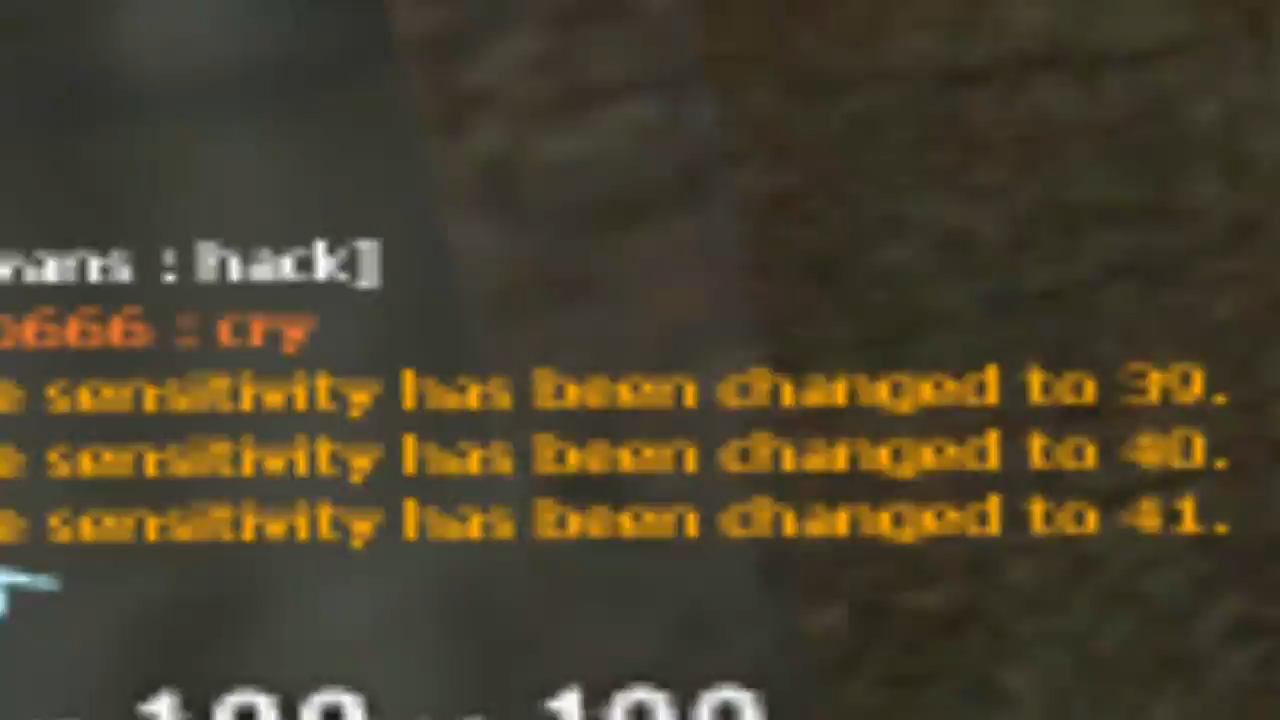 : hack]
666 : cry
sensitivity has been changed to 39.
sensitivity has been changed to 40.
sensitivity has been changed to 41.
100 100